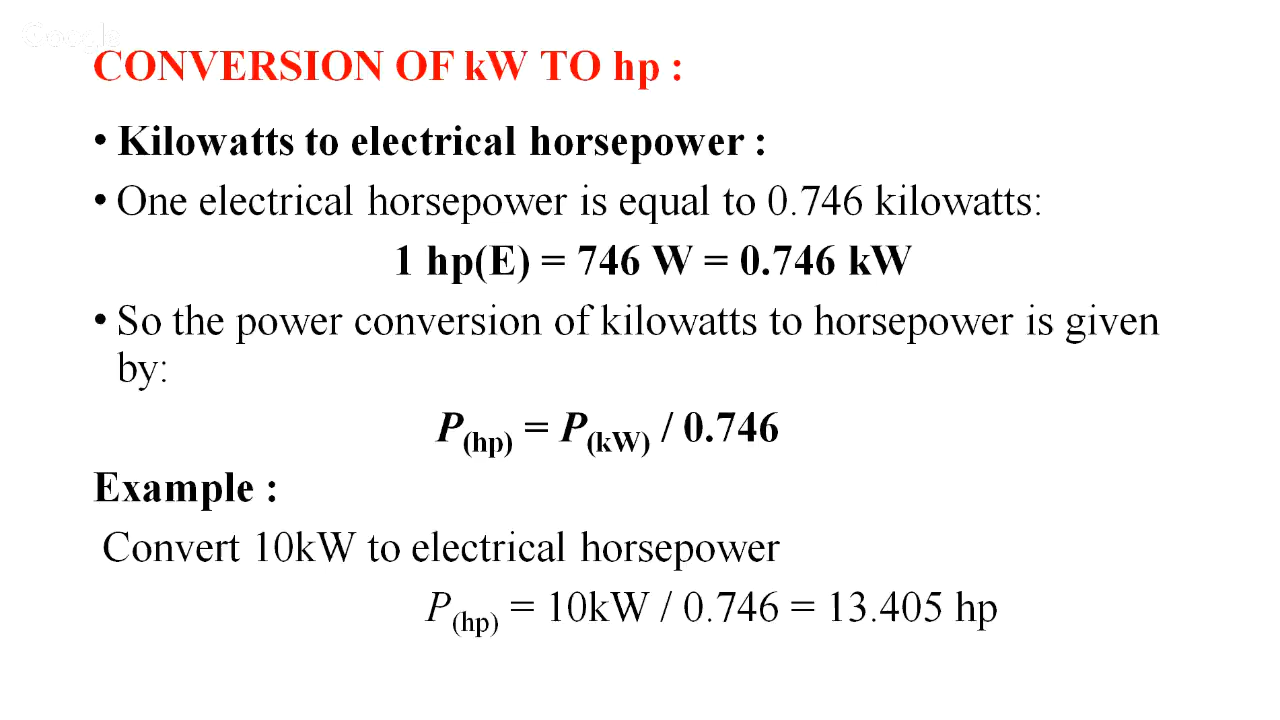 CONVERSION OF kW TO hp :
• Kilowatts to electrical horsepower :
• One electrical horsepower is equal to 0.746 kilowatts:
1 hp(E) = 746 W = 0.746 kW
• So the power conversion of kilowatts to horsepower is given
by:
P(hp) = P(kW) / 0.746
Example :
Convert 10kW to electrical horsepower
P(hp) = 10kW / 0.746 = 13.405 hp